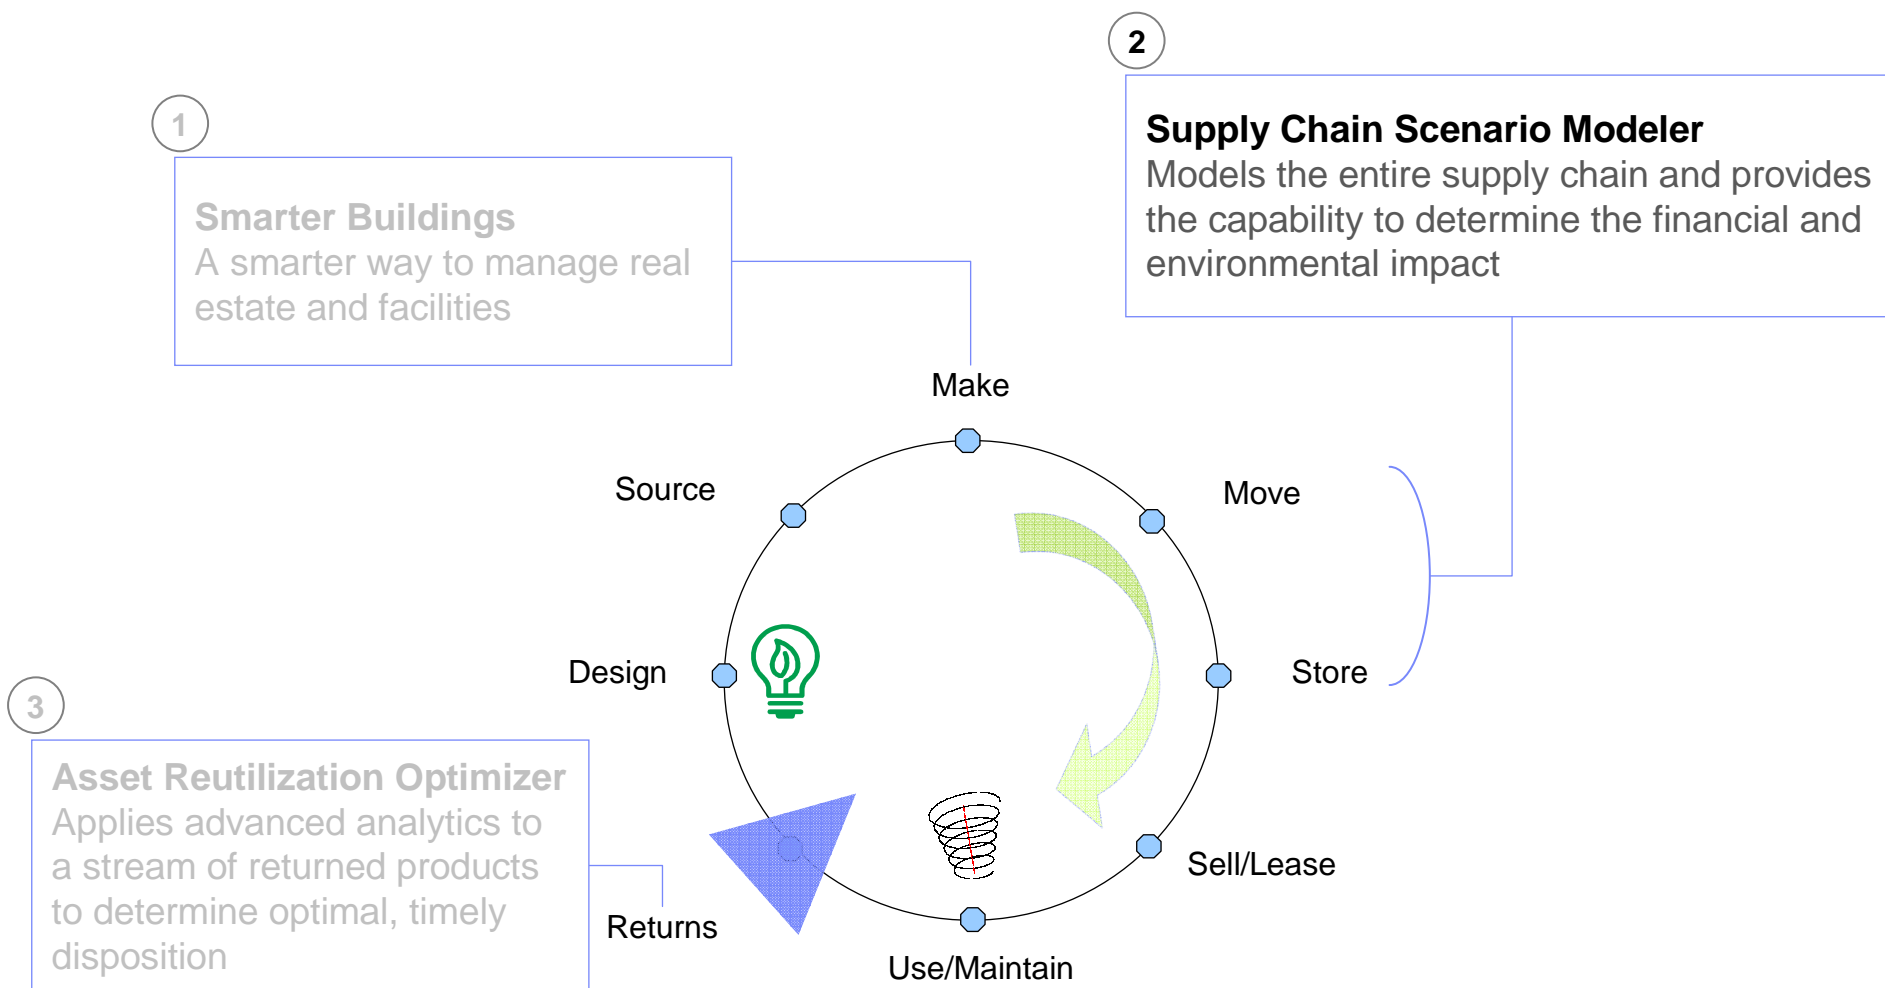 1
Smarter Buildings
A smarter way to manage real
estate and facilities
2
Supply Chain Scenario Modeler
Models the entire supply chain and provides
the capability to determine the financial and
environmental impact
Make
Source
Move
Design
Store
3
Asset Reutilization Optimizer
Applies advanced analytics to
a stream of returned products
to determine optimal, timely
disposition
Returns
Sell/Lease
Use/Maintain